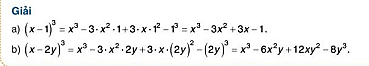 Giải
a) (x − 1)³ = x³ − 3 · x² · 1 + 3 · x · 1² − 1³ = x³ − 3x² + 3x − 1.
b) (x − 2y)³ = x³ − 3 · x² · 2y + 3 · x · (2y)² − (2y)³ = x³ − 6x²y + 12xy² − 8y³.